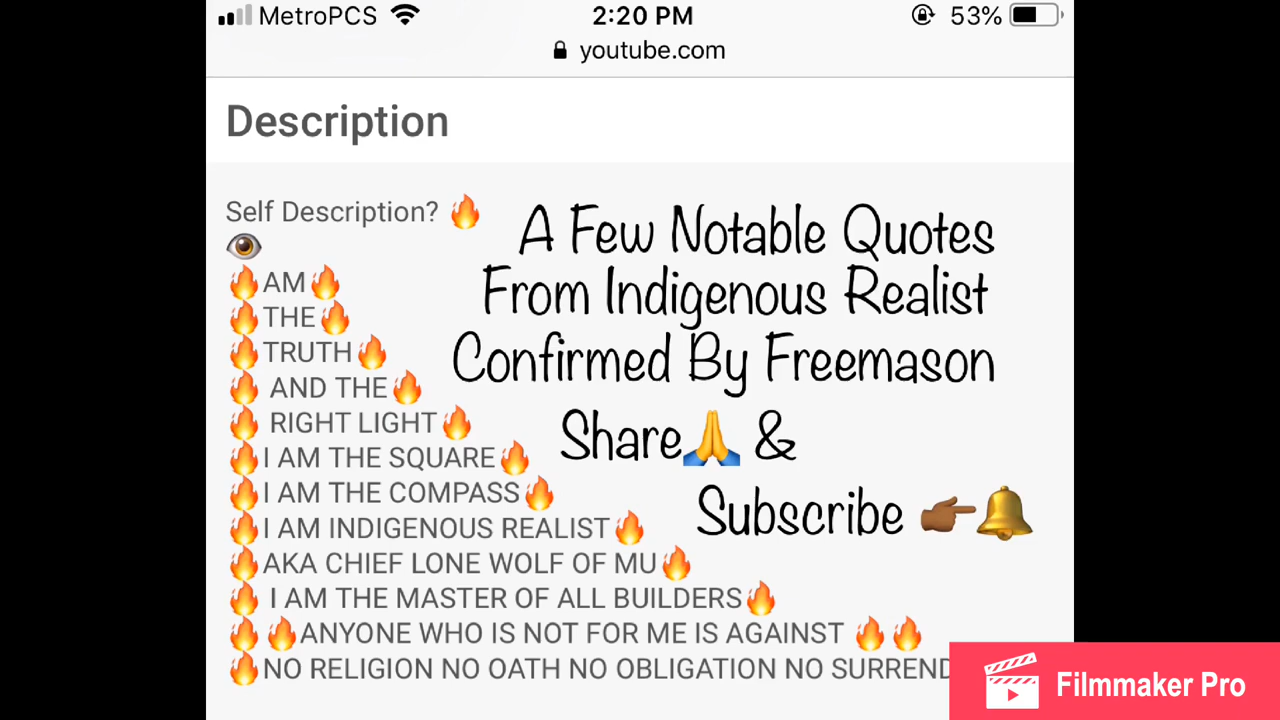 MetroPCS 2:20 PM 53%
youtube.com
Description
Self Description? 🔥
👁
🔥AM🔥
🔥THE🔥
🔥TRUTH🔥
🔥 AND THE🔥
🔥 RIGHT LIGHT🔥
🔥I AM THE SQUARE🔥
🔥I AM THE COMPASS🔥
🔥I AM INDIGENOUS REALIST🔥
🔥AKA CHIEF LONE WOLF OF MU🔥
🔥 I AM THE MASTER OF ALL BUILDERS🔥
🔥🔥ANYONE WHO IS NOT FOR ME IS AGAINST 🔥🔥
🔥NO RELIGION NO OATH NO OBLIGATION NO SURREND
A Few Notable Quotes
From Indigenous Realist
Confirmed By Freemason
Share🙏 &
Subscribe 👉🏾🔔
Filmmaker Pro